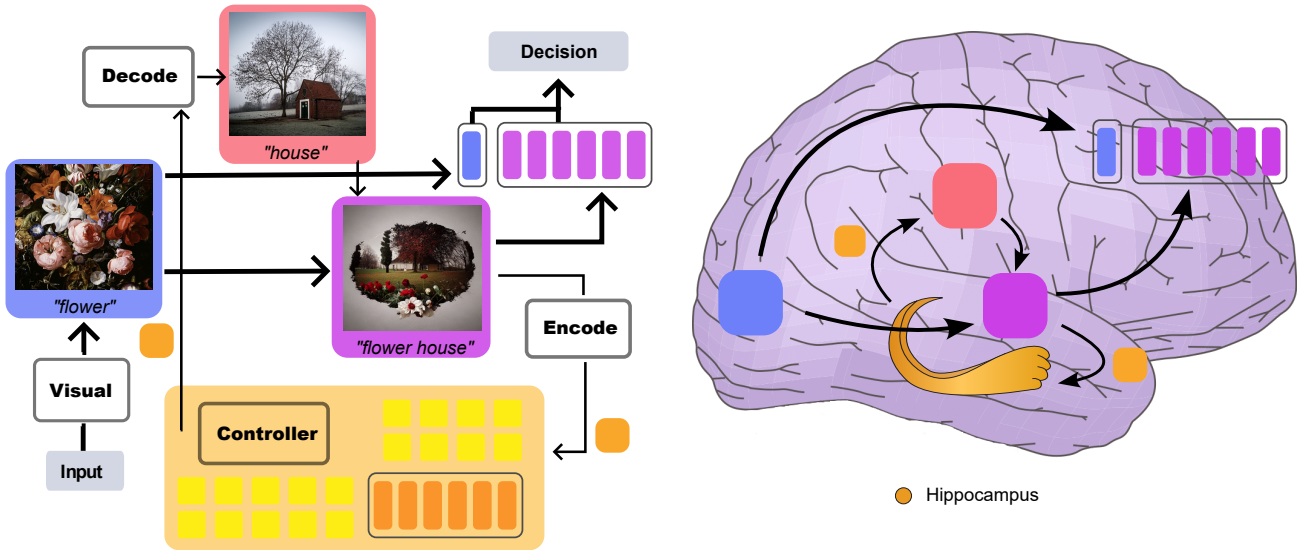 Decision
Decode
"house"
"flower"
"flower house"
Encode
Visual
Controller
Input
Hippocampus